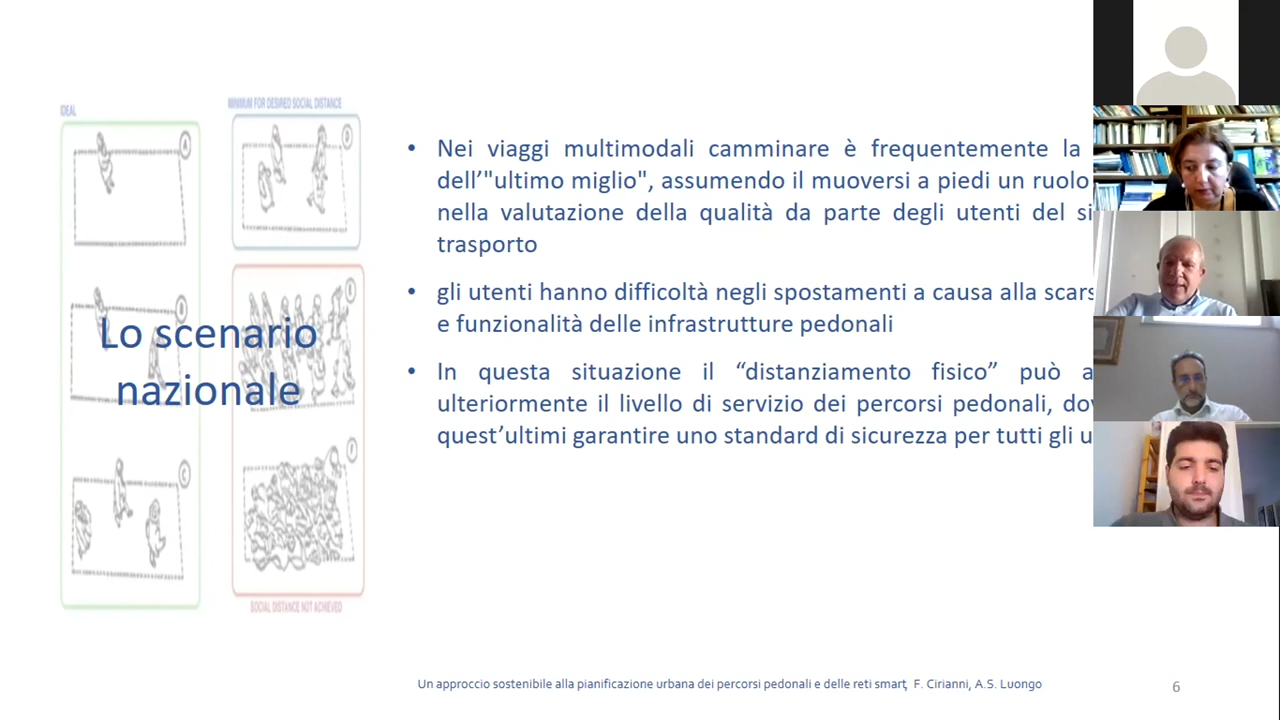 IDEAL
MINIMUM FOR DESIRED SOCIAL DISTANCE
A
D
B
E
C
F
SOCIAL DISTANCE NOT ACHIEVED
Lo scenario
nazionale
• Nei viaggi multimodali camminare è frequentemente la
dell'"ultimo miglio", assumendo il muoversi a piedi un ruolo
nella valutazione della qualità da parte degli utenti del
trasporto
• gli utenti hanno difficoltà negli spostamenti a causa alla
e funzionalità delle infrastrutture pedonali
• In questa situazione il “distanziamento fisico” può
ulteriormente il livello di servizio dei percorsi pedonali,
quest’ultimi garantire uno standard di sicurezza per tutti gli
Un approccio sostenibile alla pianificazione urbana dei percorsi pedonali e delle reti smart, F. Cirianni, A.S. Luongo
6